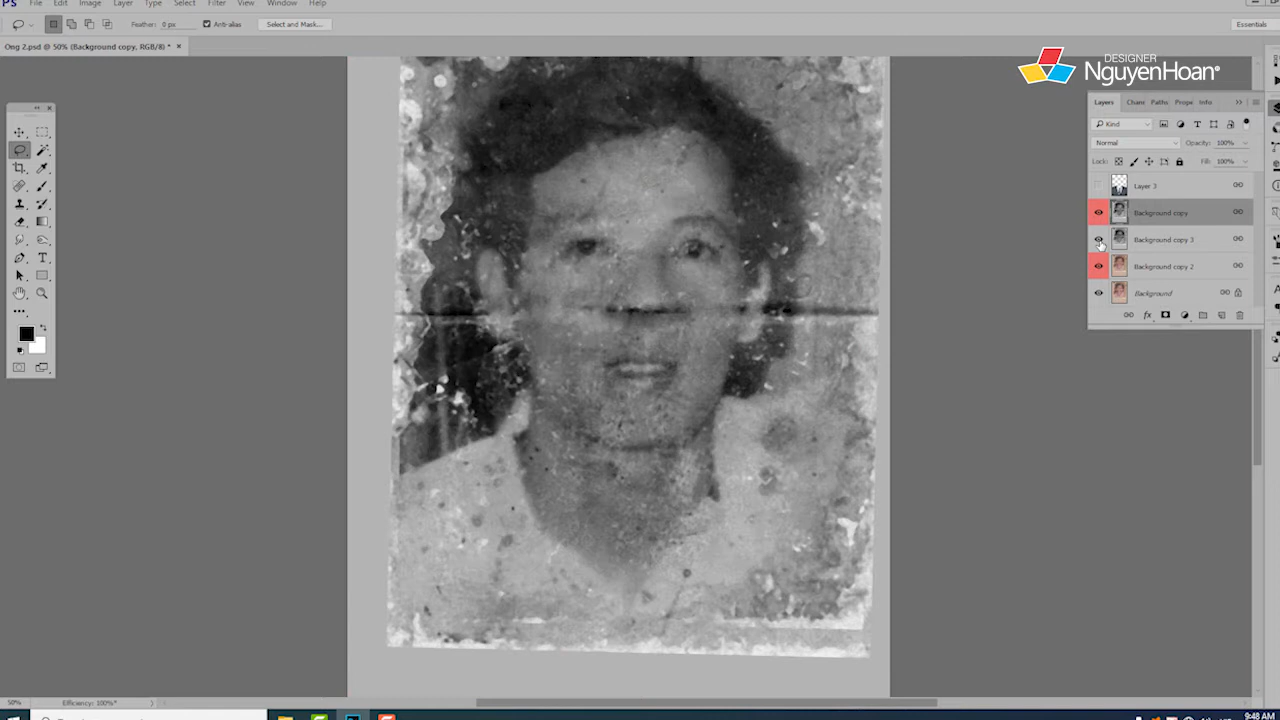 Ps File Edit Image Layer Type Select Filter View Window Help
Feather: 0 px Anti-alias Select and Mask... Essentials
Ong 2.psd @ 50% (Background copy, RGB/8) * ×
DESIGNER
NguyenHoan®
Layers Chann Paths Prope Info
Kind
Normal Opacity: 100%
Lock: Fill: 100%
Layer 3
Background copy
Background copy 3
Background copy 2
Background
fx
50% Efficiency: 100%*
9:48 AM